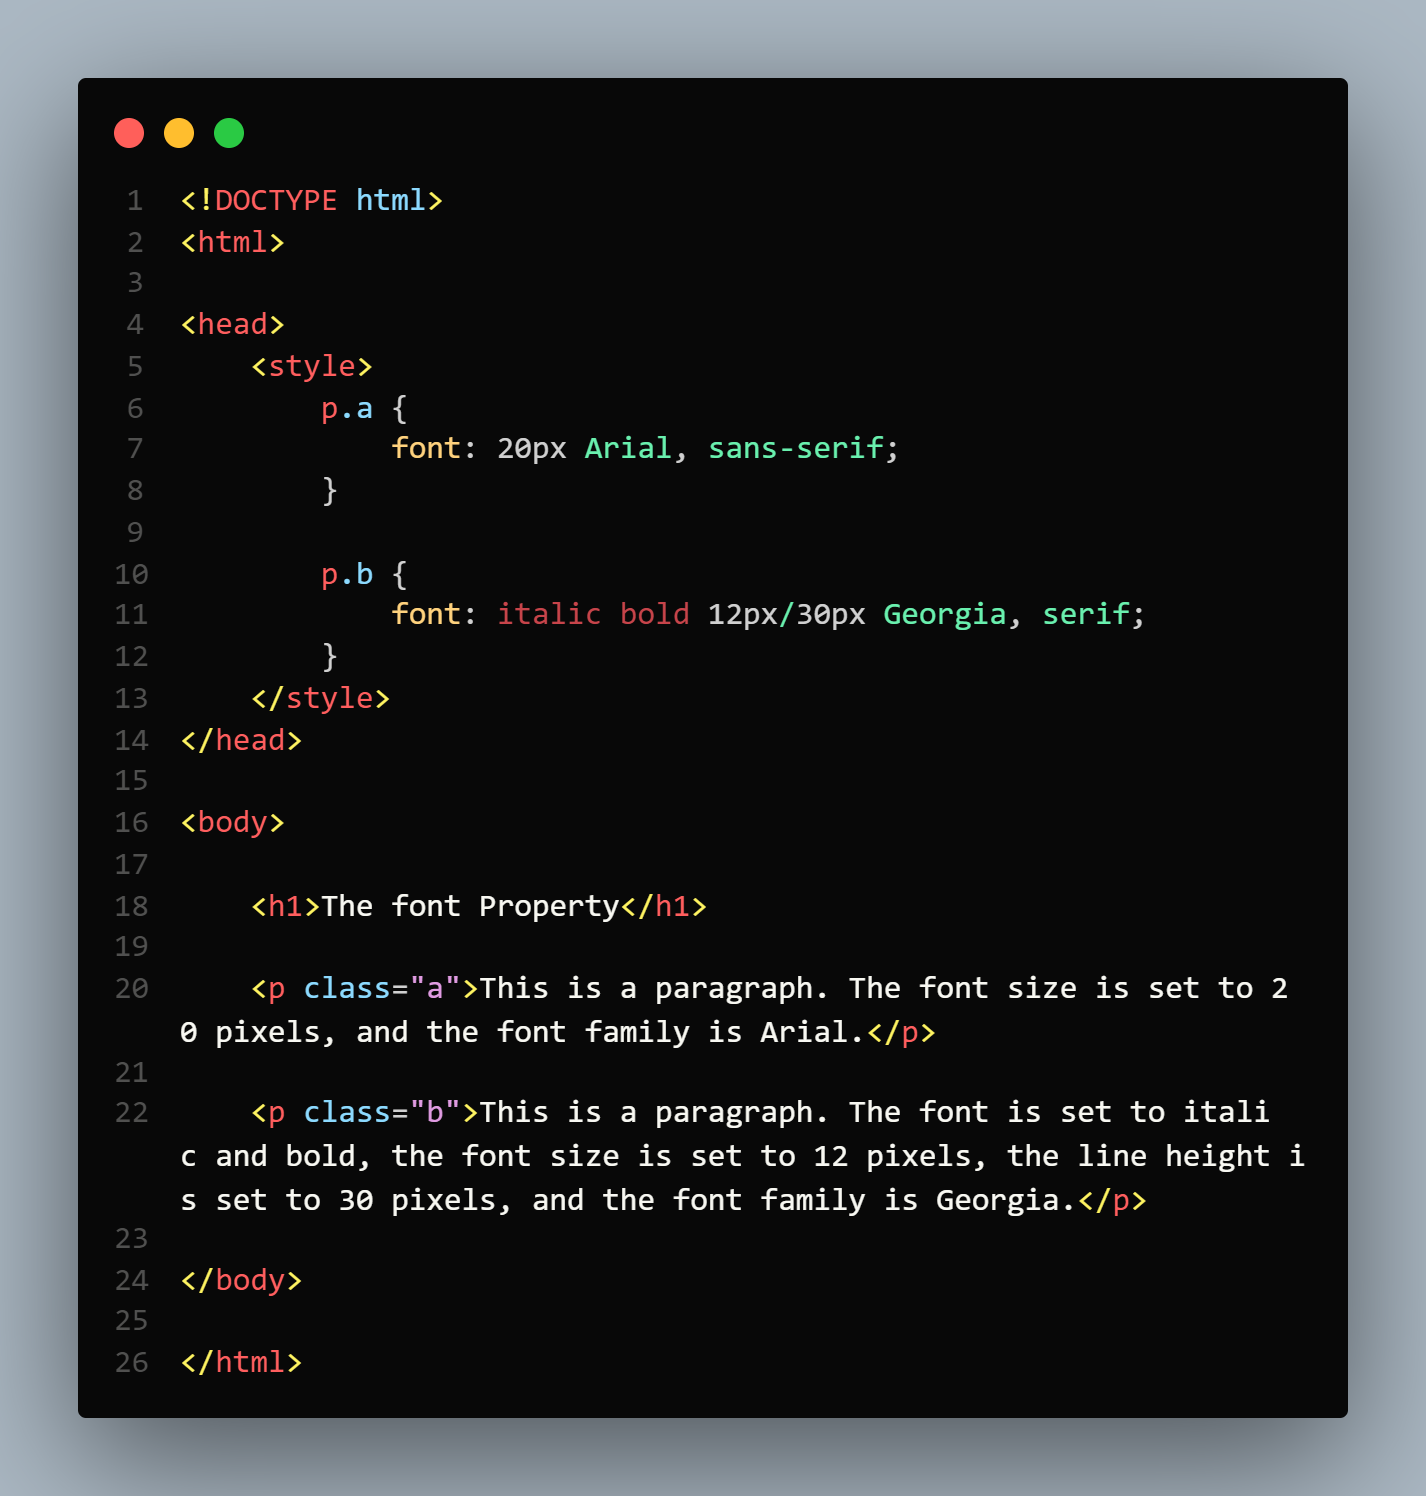 1 <!DOCTYPE html>
2 <html>
3
4 <head>
5     <style>
6         p.a {
7             font: 20px Arial, sans-serif;
8         }
9
10         p.b {
11             font: italic bold 12px/30px Georgia, serif;
12         }
13     </style>
14 </head>
15
16 <body>
17
18     <h1>The font Property</h1>
19
20     <p class="a">This is a paragraph. The font size is set to 2
0 pixels, and the font family is Arial.</p>
21
22     <p class="b">This is a paragraph. The font is set to itali
c and bold, the font size is set to 12 pixels, the line height i
s set to 30 pixels, and the font family is Georgia.</p>
23
24 </body>
25
26 </html>